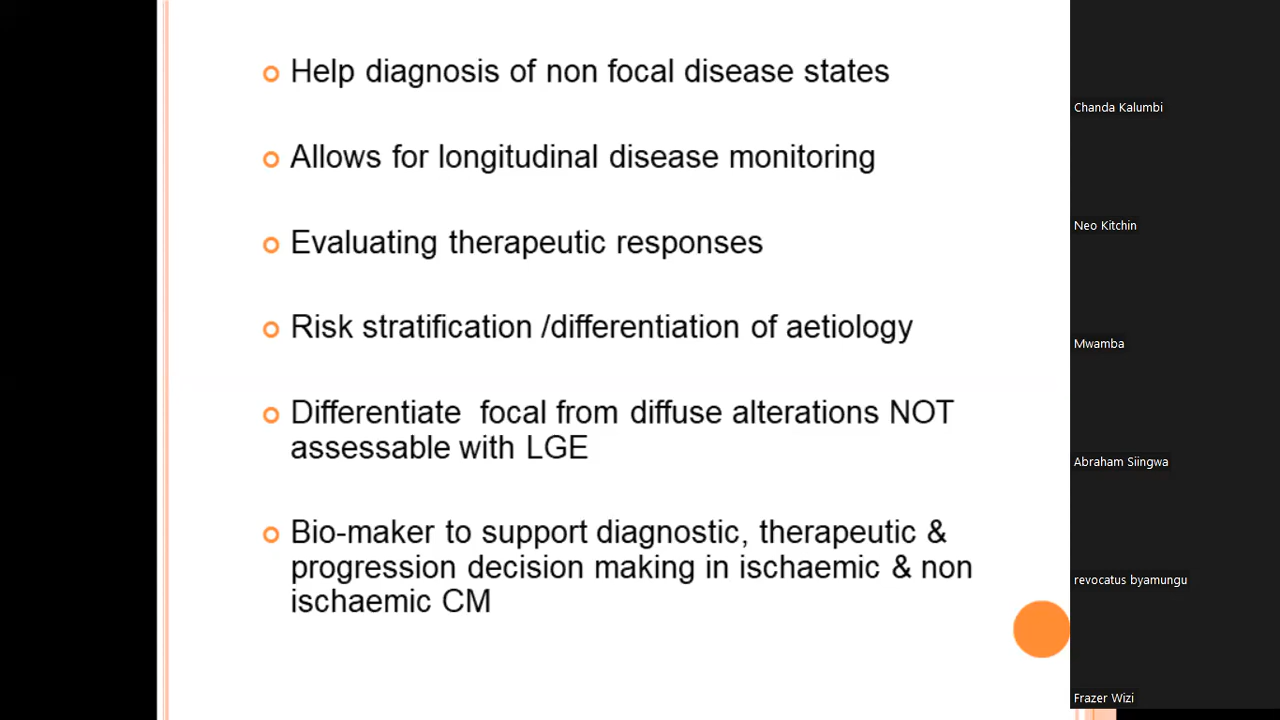 Help diagnosis of non focal disease states
Allows for longitudinal disease monitoring
Evaluating therapeutic responses
Risk stratification /differentiation of aetiology
Differentiate  focal from diffuse alterations NOT
assessable with LGE
Bio-maker to support diagnostic, therapeutic &
progression decision making in ischaemic & non
ischaemic CM
Chanda Kalumbi
Neo Kitchin
Mwamba
Abraham Siingwa
revocatus byamungu
Frazer Wizi